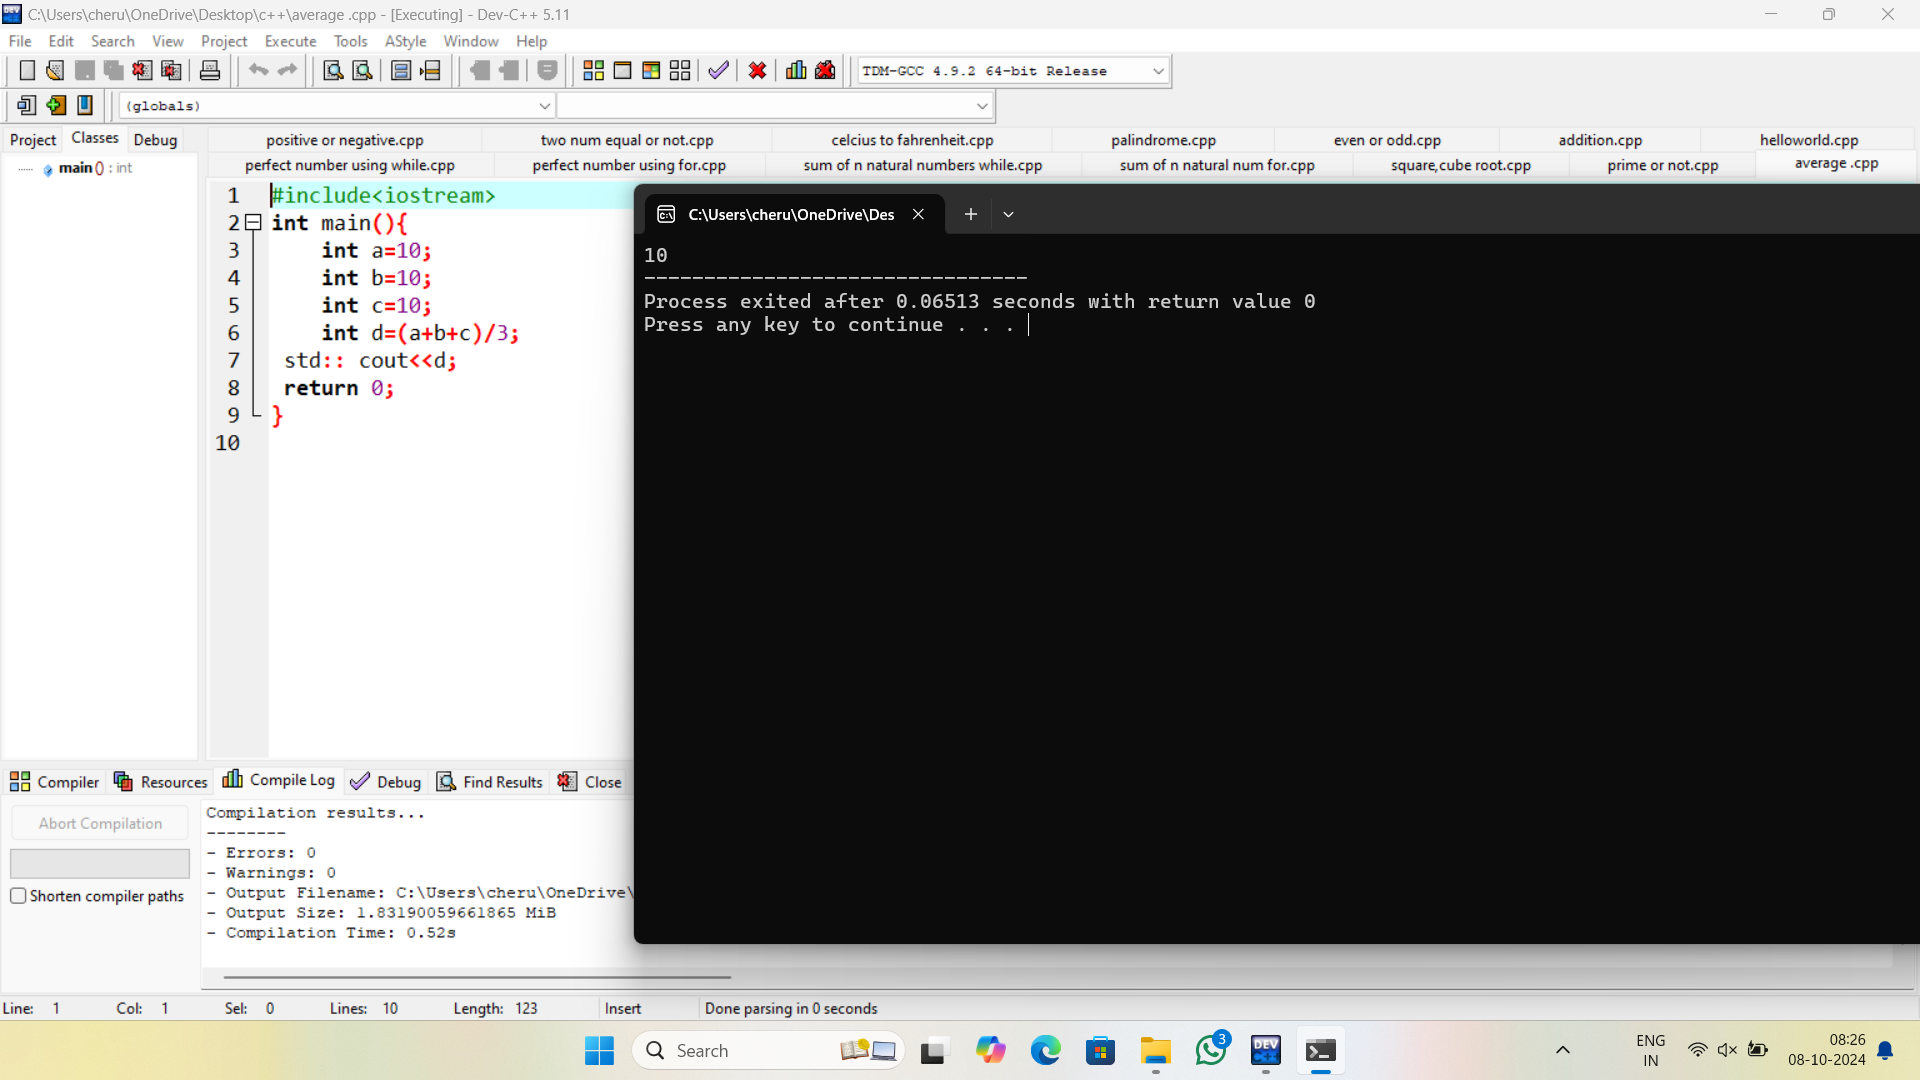 C:\Users\cheru\OneDrive\Desktop\c++\average .cpp - [Executing] - Dev-C++ 5.11
File Edit Search View Project Execute Tools AStyle Window Help
TDM-GCC 4.9.2 64-bit Release
(globals)
Project Classes Debug
positive or negative.cpp two num equal or not.cpp celcius to fahrenheit.cpp palindrome.cpp even or odd.cpp addition.cpp helloworld.cpp
perfect number using while.cpp perfect number using for.cpp sum of n natural numbers while.cpp sum of n natural num for.cpp square,cube root.cpp prime or not.cpp average .cpp
main () : int
1 #include<iostream>
2 int main(){
3 int a=10;
4 int b=10;
5 int c=10;
6 int d=(a+b+c)/3;
7 std:: cout<<d;
8 return 0;
9 }
10
C:\Users\cheru\OneDrive\Des
10
--------------------------------
Process exited after 0.06513 seconds with return value 0
Press any key to continue . . .
Compiler Resources Compile Log Debug Find Results Close
Abort Compilation
Shorten compiler paths
Compilation results...
--------
- Errors: 0
- Warnings: 0
- Output Filename: C:\Users\cheru\OneDrive\
- Output Size: 1.83190059661865 MiB
- Compilation Time: 0.52s
Line: 1 Col: 1 Sel: 0 Lines: 10 Length: 123 Insert Done parsing in 0 seconds
Search
3
DEV
C++
ENG
IN
08:26
08-10-2024